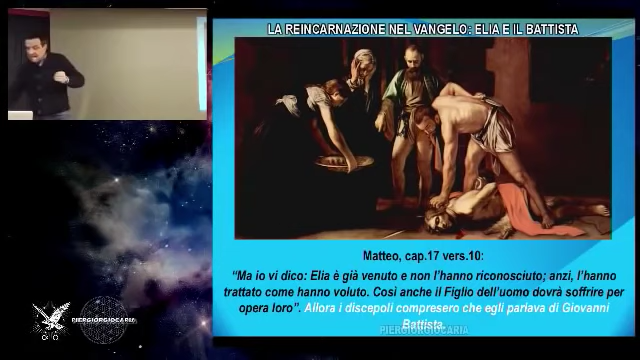 LA REINCARNAZIONE NEL VANGELO: ELIA E IL BATTISTA
Matteo, cap.17 vers.10:
“Ma io vi dico: Elia è già venuto e non l’hanno riconosciuto; anzi, l’hanno
trattato come hanno voluto. Così anche il Figlio dell’uomo dovrà soffrire per
opera loro”. Allora i discepoli compresero che egli parlava di Giovanni
Battista.
PIERGIORGIOCARIA
PIERGIORGIOCARIA